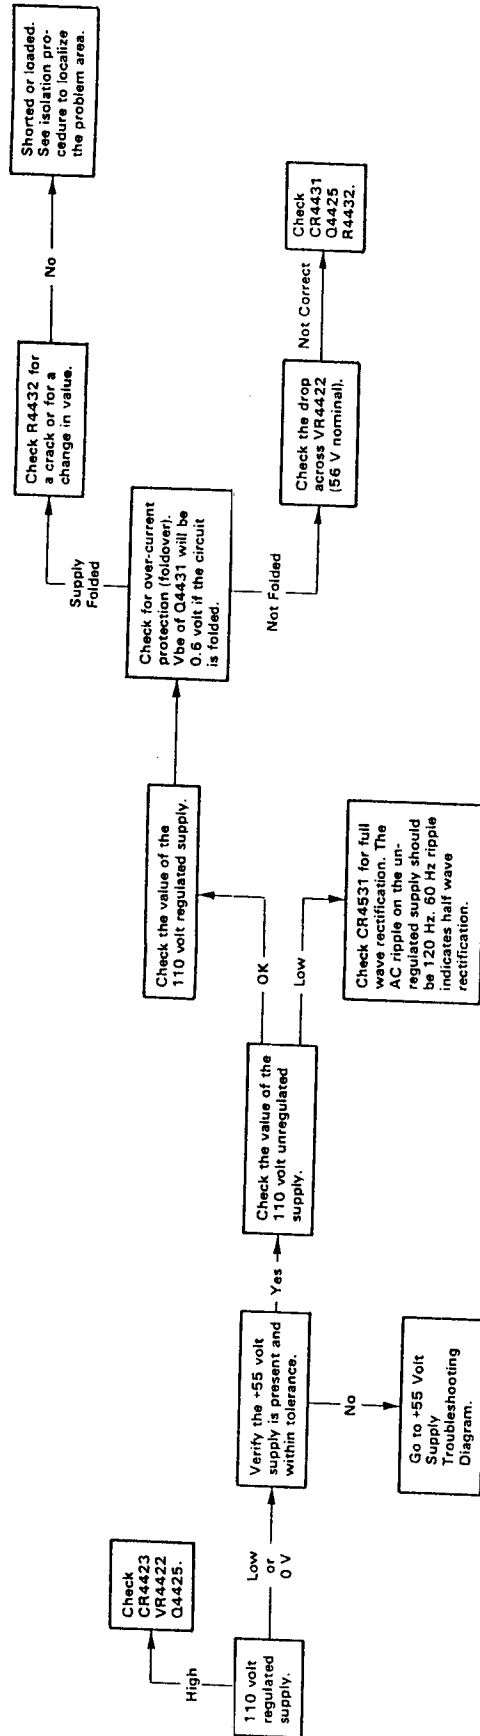 110 volt
regulated
supply.
High
Check
CR4423
VR4422
Q4425.
Low
or
0 V
Verify the +55 volt
supply is present and
within tolerance.
No
Go to +55 Volt
Supply
Troubleshooting
Diagram.
Yes
Check the value of the
110 volt unregulated
supply.
OK
Low
Check the value of the
110 volt regulated supply.
Check CR4531 for full
wave rectification. The
AC ripple on the un-
regulated supply should
be 120 Hz. 60 Hz ripple
indicates half wave
rectification.
Check for over-current
protection (foldover).
Vbe of Q4431 will be
0.6 volt if the circuit
is folded.
Supply
Folded
Not Folded
Check R4432 for
a crack or for a
change in value.
No
Shorted or loaded.
See isolation pro-
cedure to localize
the problem area.
Check the drop
across VR4422
(56 V nominal).
Not Correct
Check
CR4431
Q4425
R4432.